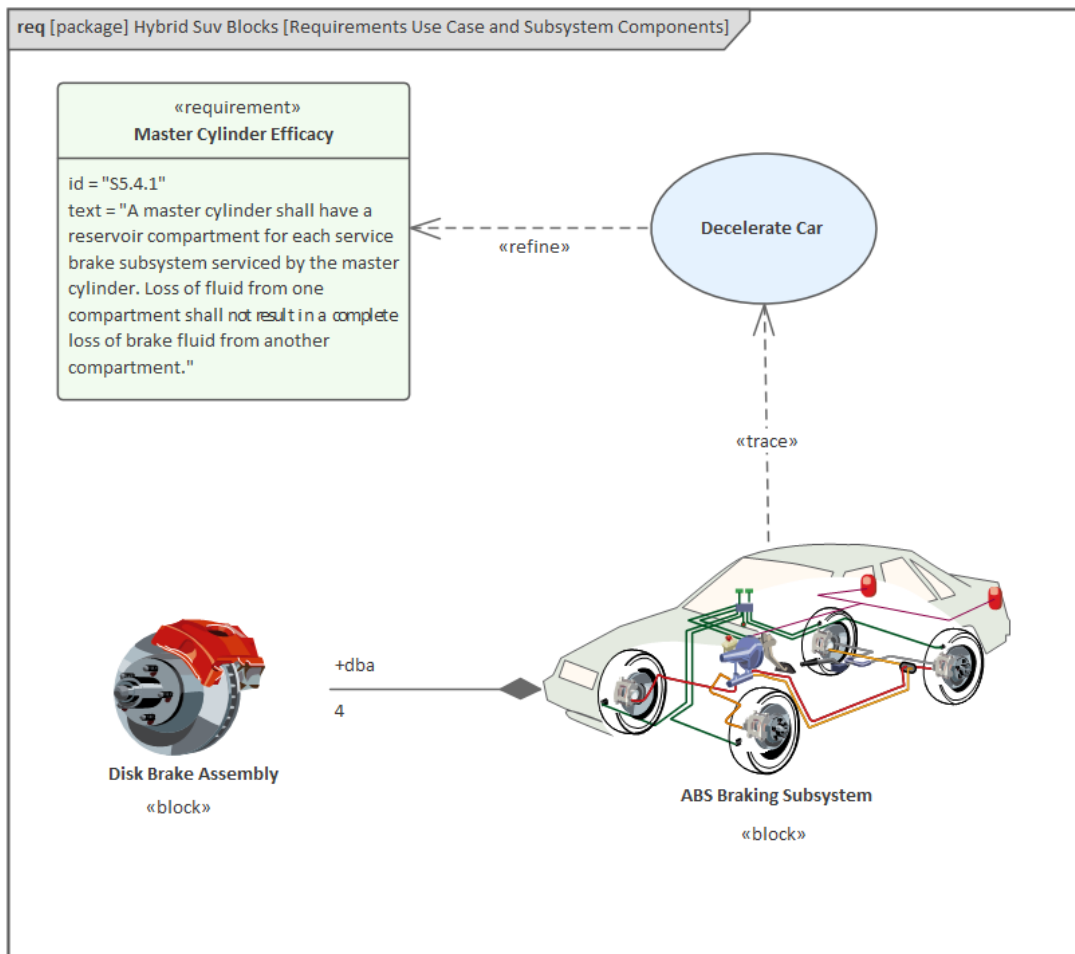 req [package] Hybrid Suv Blocks [Requirements Use Case and Subsystem Components]
«requirement»
Master Cylinder Efficacy
id = "S5.4.1"
text = "A master cylinder shall have a
reservoir compartment for each service
brake subsystem serviced by the master
cylinder. Loss of fluid from one
compartment shall not result in a complete
loss of brake fluid from another
compartment."
Decelerate Car
«refine»
«trace»
+dba
4
Disk Brake Assembly
«block»
ABS Braking Subsystem
«block»